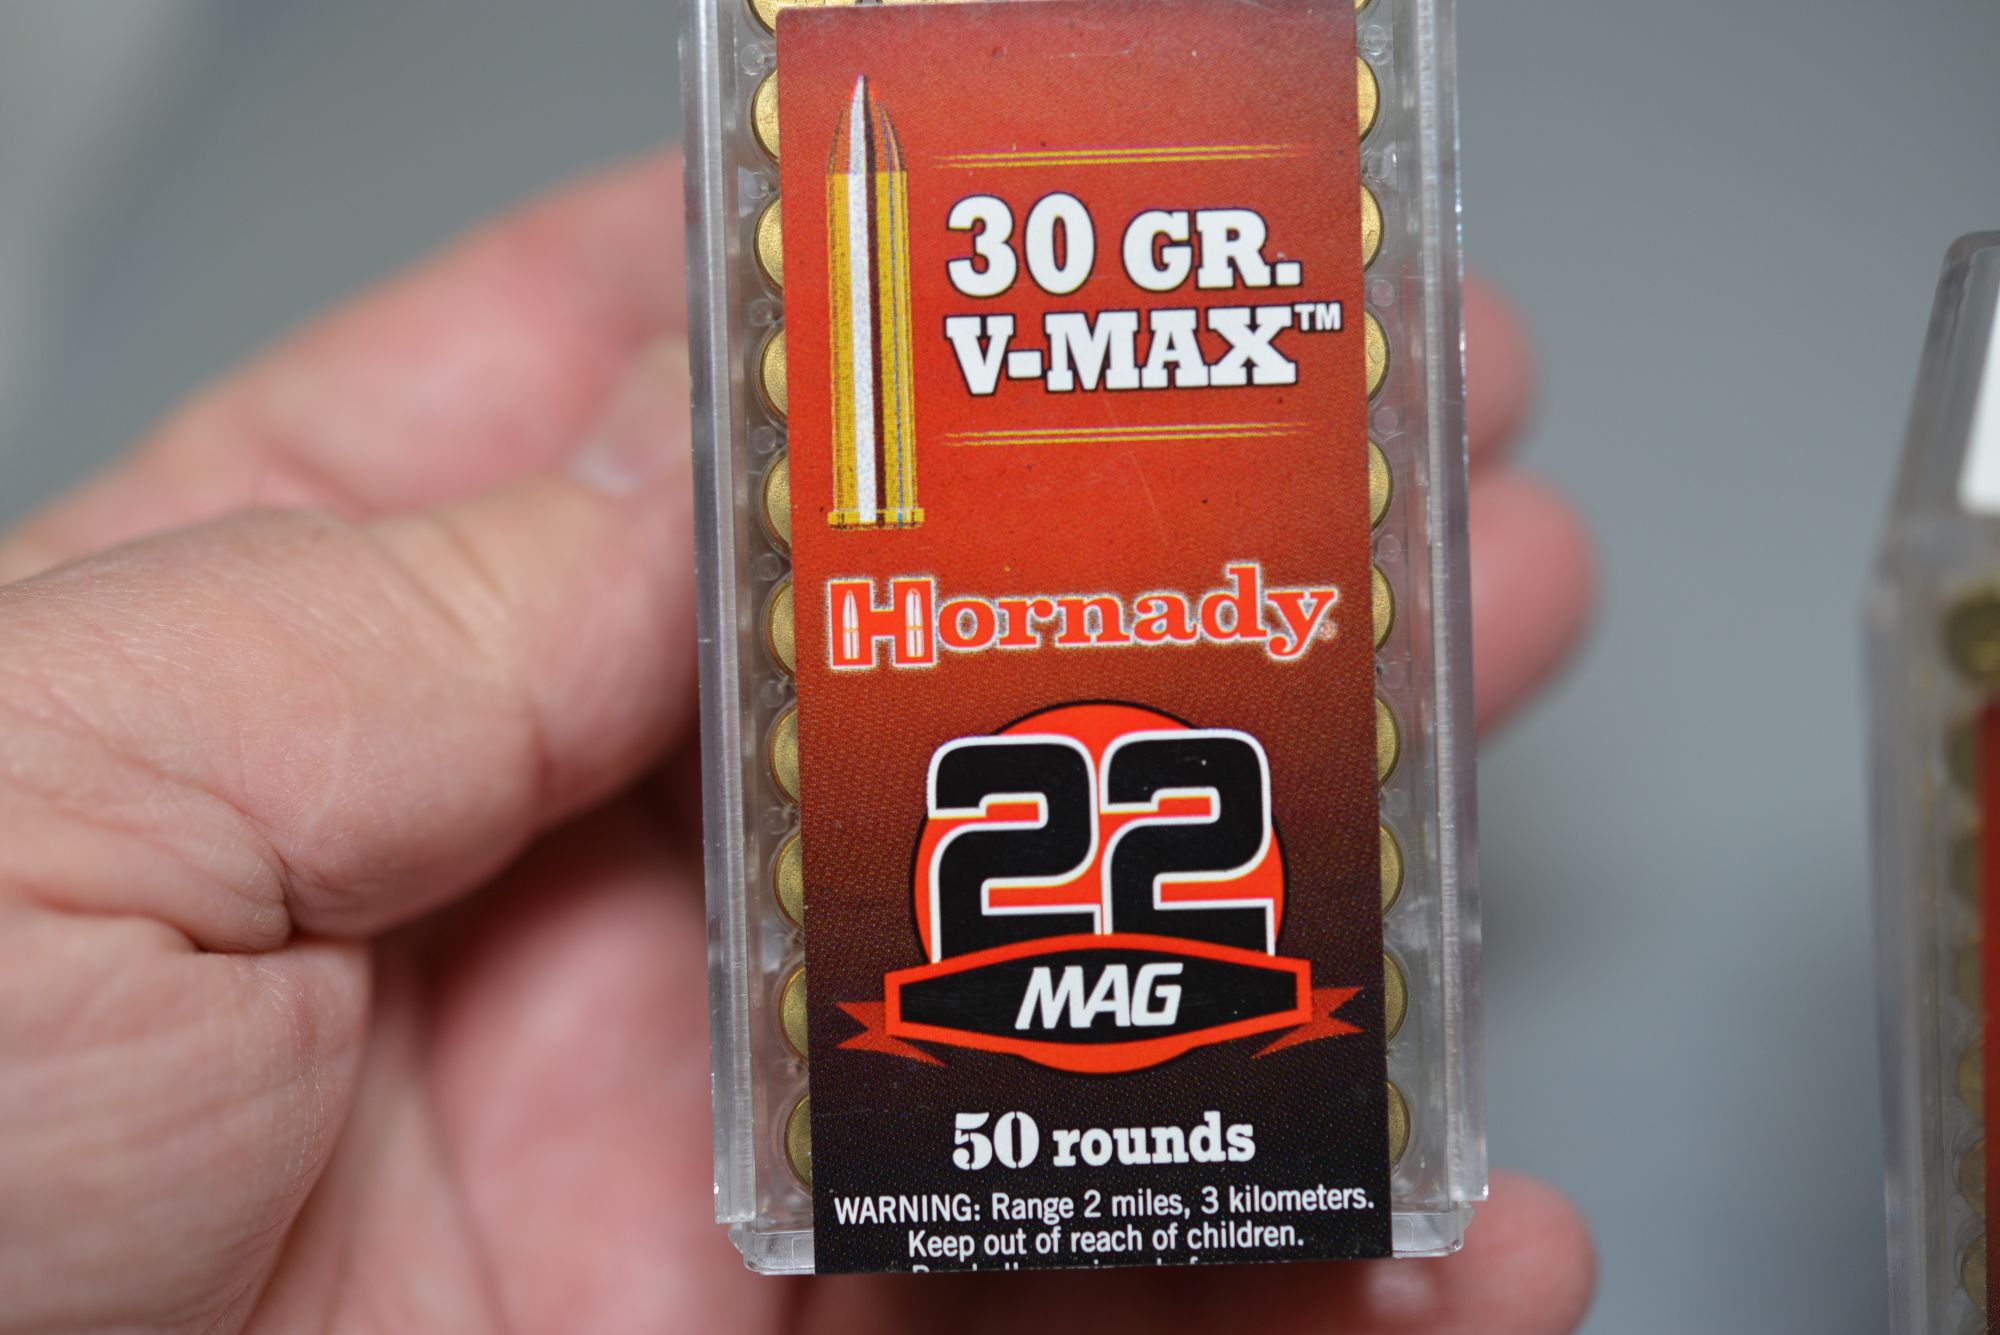 30 GR.
V-MAX™
Hornady®
22
MAG
50 rounds
WARNING: Range 2 miles, 3 kilometers.
Keep out of reach of children.